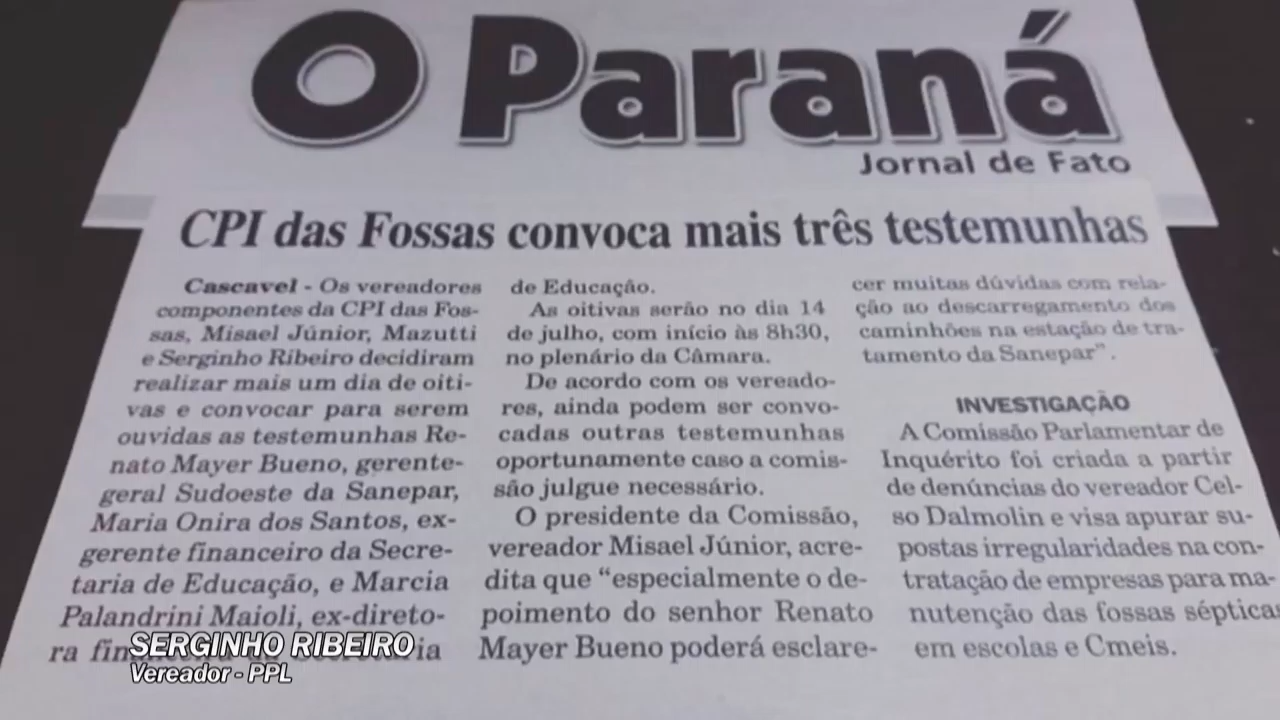 O Paraná
Jornal de Fato
CPI das Fossas convoca mais três testemunhas
Cascavel - Os vereadores
componentes da CPI das Fos-
sas, Misael Júnior, Mazutti
e Serginho Ribeiro decidiram
realizar mais um dia de oiti-
vas e convocar para serem
ouvidas as testemunhas Re-
nato Mayer Bueno, gerente-
geral Sudoeste da Sanepar,
Maria Onira dos Santos, ex-
gerente financeiro da Secre-
taria de Educação, e Marcia
Palandrini Maioli, ex-direto-
ra
de Educação.
As oitivas serão no dia 14
de julho, com início às 8h30,
no plenário da Câmara.
De acordo com os vereado-
res, ainda podem ser convo-
cadas outras testemunhas
oportunamente caso a comis-
são julgue necessário.
O presidente da Comissão,
vereador Misael Júnior, acre-
dita que “especialmente o de-
poimento do senhor Renato
Mayer Bueno poderá esclare-
cer muitas dúvidas com rela-
ção ao descarregamento dos
caminhões na estação de tra-
tamento da Sanepar”.
INVESTIGAÇÃO
A Comissão Parlamentar de
Inquérito foi criada a partir
de denúncias do vereador Cel-
so Dalmolin e visa apurar su-
postas irregularidades na con-
tratação de empresas para ma-
nutenção das fossas sépticas
em escolas e Cmeis.
SERGINHO RIBEIRO
Vereador - PPL